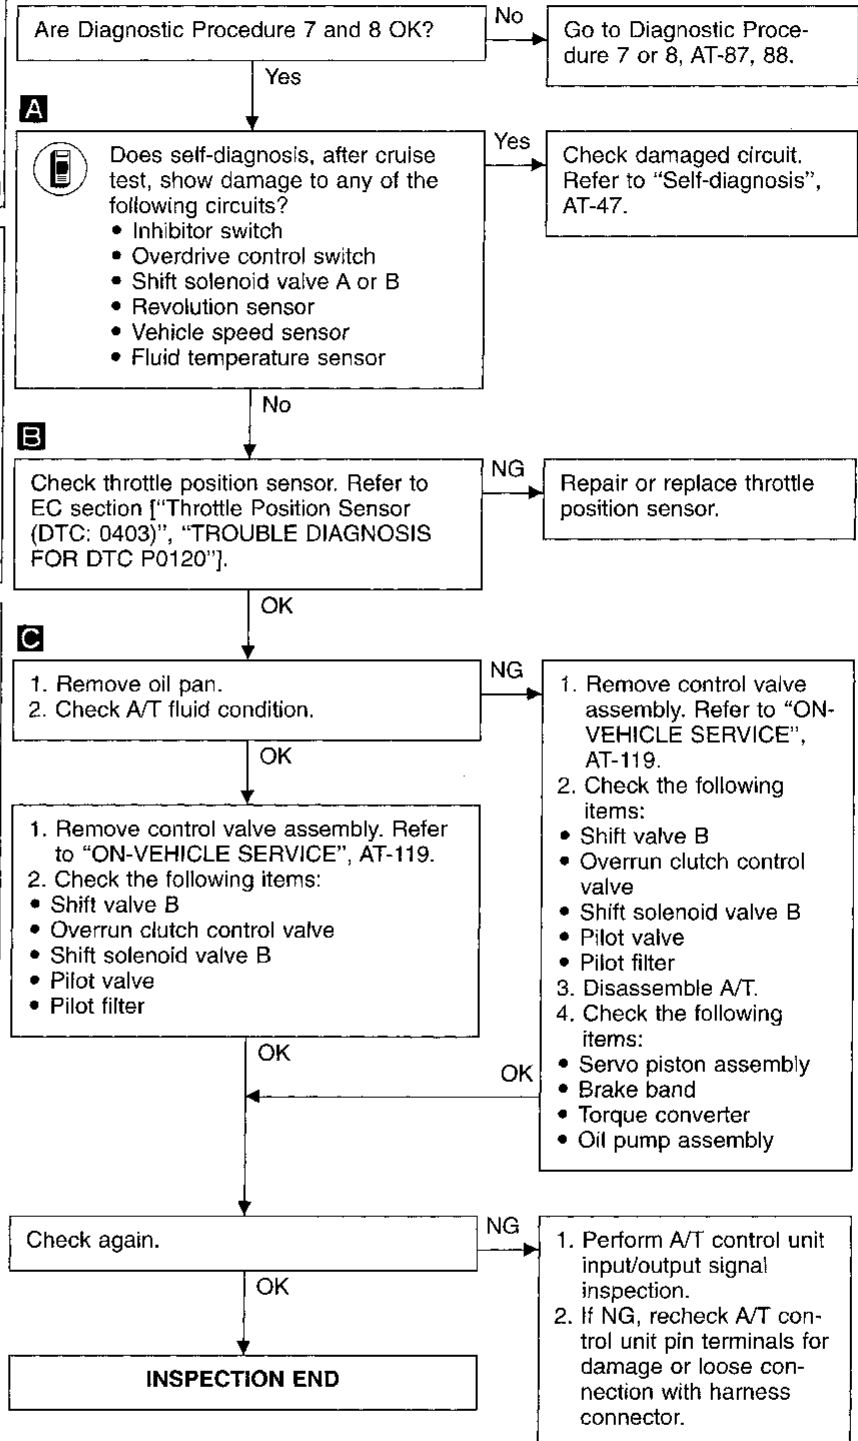 Are Diagnostic Procedure 7 and 8 OK?
No
Go to Diagnostic Proce-
dure 7 or 8, AT-87, 88.
Yes
A
Does self-diagnosis, after cruise
test, show damage to any of the
following circuits?
• Inhibitor switch
• Overdrive control switch
• Shift solenoid valve A or B
• Revolution sensor
• Vehicle speed sensor
• Fluid temperature sensor
Yes
Check damaged circuit.
Refer to “Self-diagnosis”,
AT-47.
No
B
Check throttle position sensor. Refer to
EC section [“Throttle Position Sensor
(DTC: 0403)”, “TROUBLE DIAGNOSIS
FOR DTC P0120”].
NG
Repair or replace throttle
position sensor.
OK
C
1. Remove oil pan.
2. Check A/T fluid condition.
NG
1. Remove control valve
assembly. Refer to “ON-
VEHICLE SERVICE”,
AT-119.
2. Check the following
items:
• Shift valve B
• Overrun clutch control
valve
• Shift solenoid valve B
• Pilot valve
• Pilot filter
3. Disassemble A/T.
4. Check the following
items:
• Servo piston assembly
• Brake band
• Torque converter
• Oil pump assembly
OK
1. Remove control valve assembly. Refer
to “ON-VEHICLE SERVICE”, AT-119.
2. Check the following items:
• Shift valve B
• Overrun clutch control valve
• Shift solenoid valve B
• Pilot valve
• Pilot filter
OK
OK
Check again.
NG
1. Perform A/T control unit
input/output signal
inspection.
2. If NG, recheck A/T con-
trol unit pin terminals for
damage or loose con-
nection with harness
connector.
OK
INSPECTION END